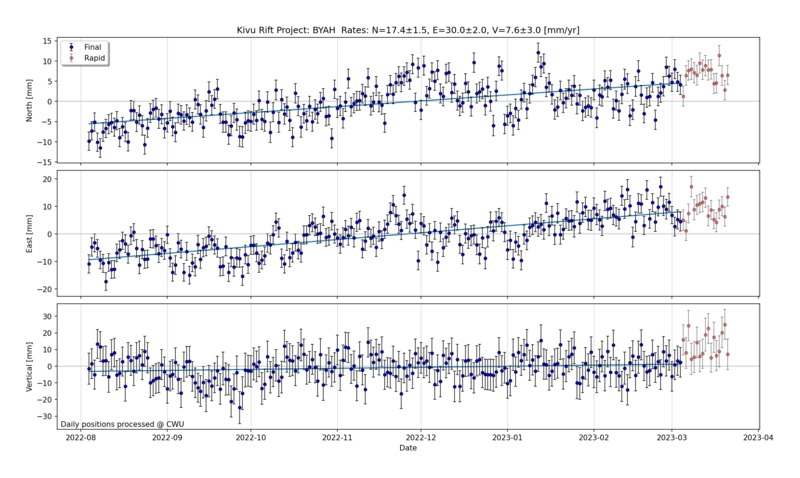 Kivu Rift Project: BYAH  Rates: N=17.4±1.5, E=30.0±2.0, V=7.6±3.0 [mm/yr]
Final
Rapid
North [mm]
15
10
5
0
−5
−10
−15
East [mm]
20
10
0
−10
−20
Vertical [mm]
30
20
10
0
−10
−20
−30
Daily positions processed @ CWU
2022-08 2022-09 2022-10 2022-11 2022-12 2023-01 2023-02 2023-03 2023-04
Date